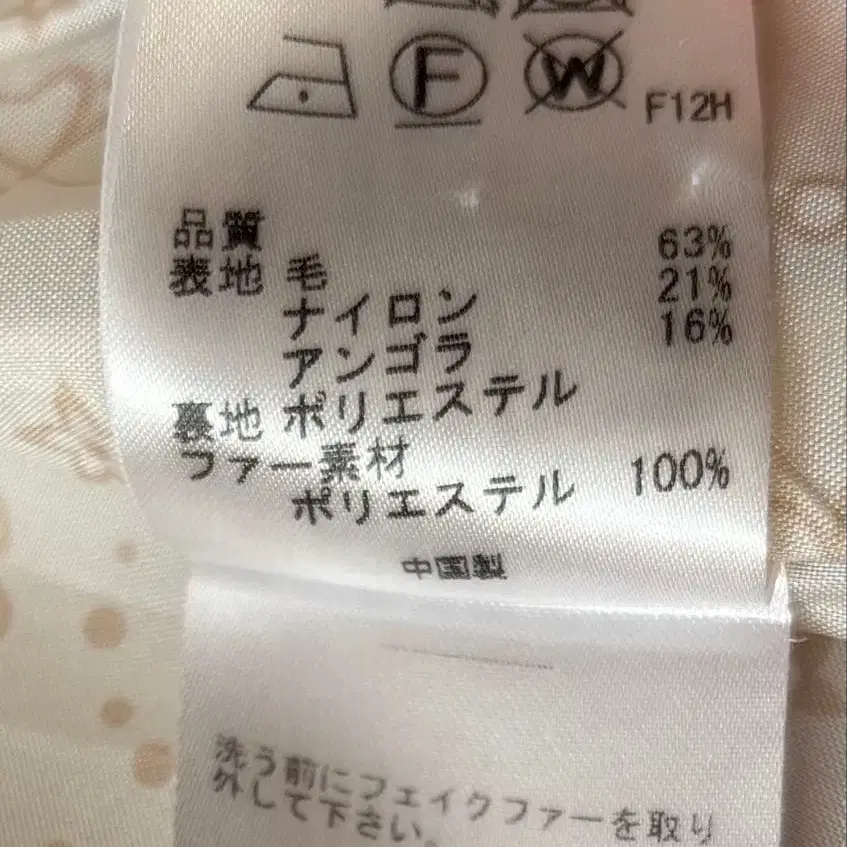 F W F12H
品質
表地 毛 63%
ナイロン 21%
アンゴラ 16%
裏地 ポリエステル
ファー素材
ポリエステル 100%
中国製
洗う前にフェイクファーを取り
外して下さい。